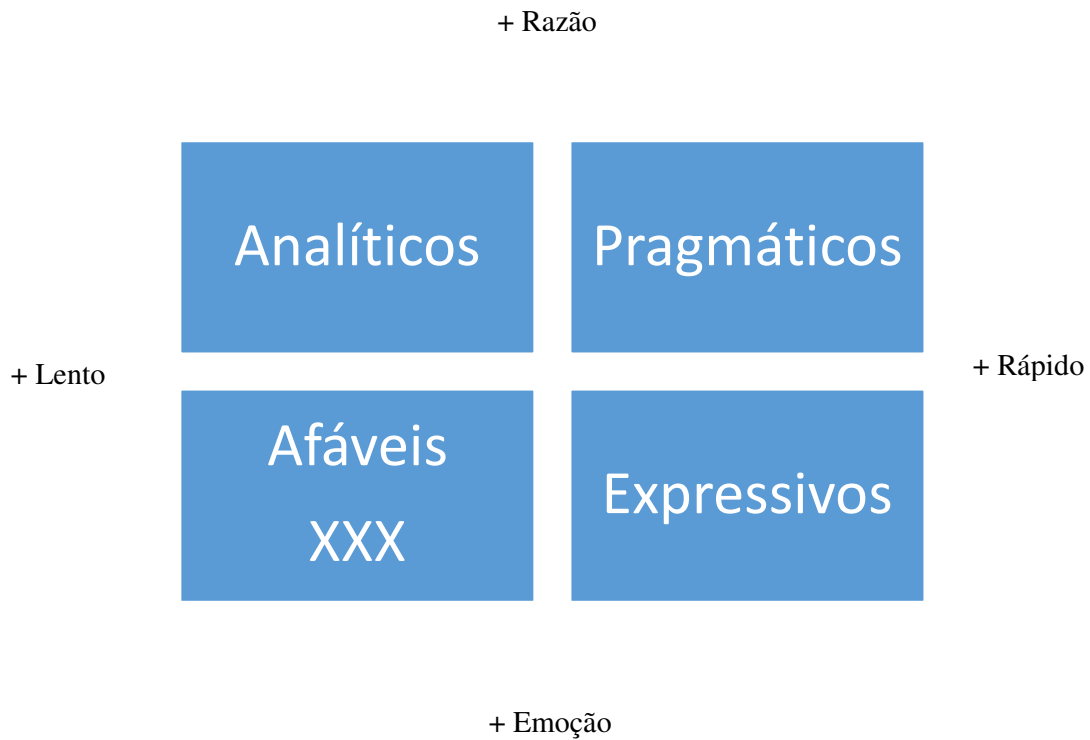 + Razão
Analíticos
Pragmáticos
+ Lento
+ Rápido
Afáveis
XXX
Expressivos
+ Emoção